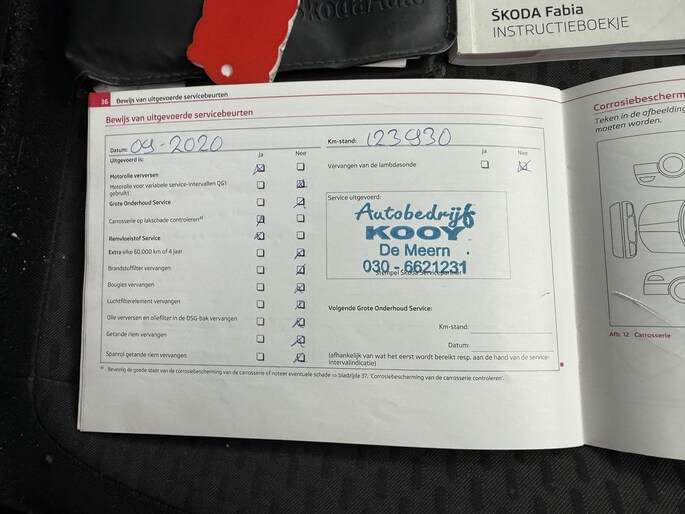 ŠkodaAuto
ŠKODA Fabia
INSTRUCTIEBOEKJE
36 Bewijs van uitgevoerde servicebeurten
Bewijs van uitgevoerde servicebeurten
Datum: 09-2020
Uitgevoerd is: Ja Nee
Motorolie verversen
Motorolie voor variabele service-intervallen QG1
gebruikt)
Grote Onderhoud Service
Carrosserie op lakschade controleren a)
Remvloeistof Service
Extra elke 60.000 km of 4 jaar
Brandstoffilter vervangen
Bougies vervangen
Luchtfilterelement vervangen
Olie verversen en oliefilter in de DSG-bak vervangen
Getande riem vervangen
Spanrol getande riem vervangen
Km-stand: 123930
Ja Nee
Vervangen van de lambdasonde
Service uitgevoerd:
Autobedrijf
KOOY
De Meern
030-6621231
Stempel Škoda Servicepartner
Volgende Grote Onderhoud Service:
Km-stand:
Datum:
(afhankelijk van wat het eerst wordt bereikt resp. aan de hand van de service-
intervalindicatie)
a) Bevestig de goede staat van de corrosiebescherming van de carrosserie of noteer eventuele schade ⇒ bladzijde 37, 'Corrosiebescherming van de carrosserie controleren'.
Corrosiebescherm
Teken in de afbeelding
moeten worden.
Afb. 12 Carrosserie